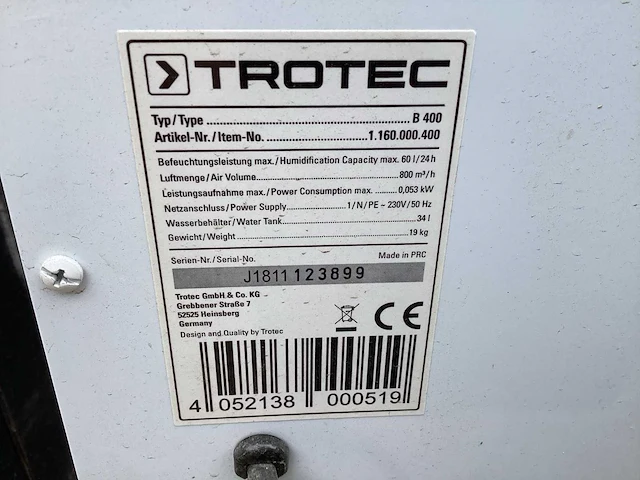 TROTEC
Typ/Type B 400
Artikel-Nr./Item-No. 1.160.000.400
Befeuchtungsleistung max./Humidification Capacity max. 60 l/24h
Luftmenge/Air Volume 800 m³/h
Leistungsaufnahme max./Power Consumption max. 0,053 kW
Netzanschluss/Power Supply 1/N/PE ~ 230V/50 Hz
Wasserbehälter/Water Tank 34 l
Gewicht/Weight 19 kg
Serien-Nr./Serial-No. Made in PRC
J1811123899
Trotec GmbH & Co. KG
Grebbener Straße 7
52525 Heinsberg
Germany
Design and Quality by Trotec
CE
4 052138 000519